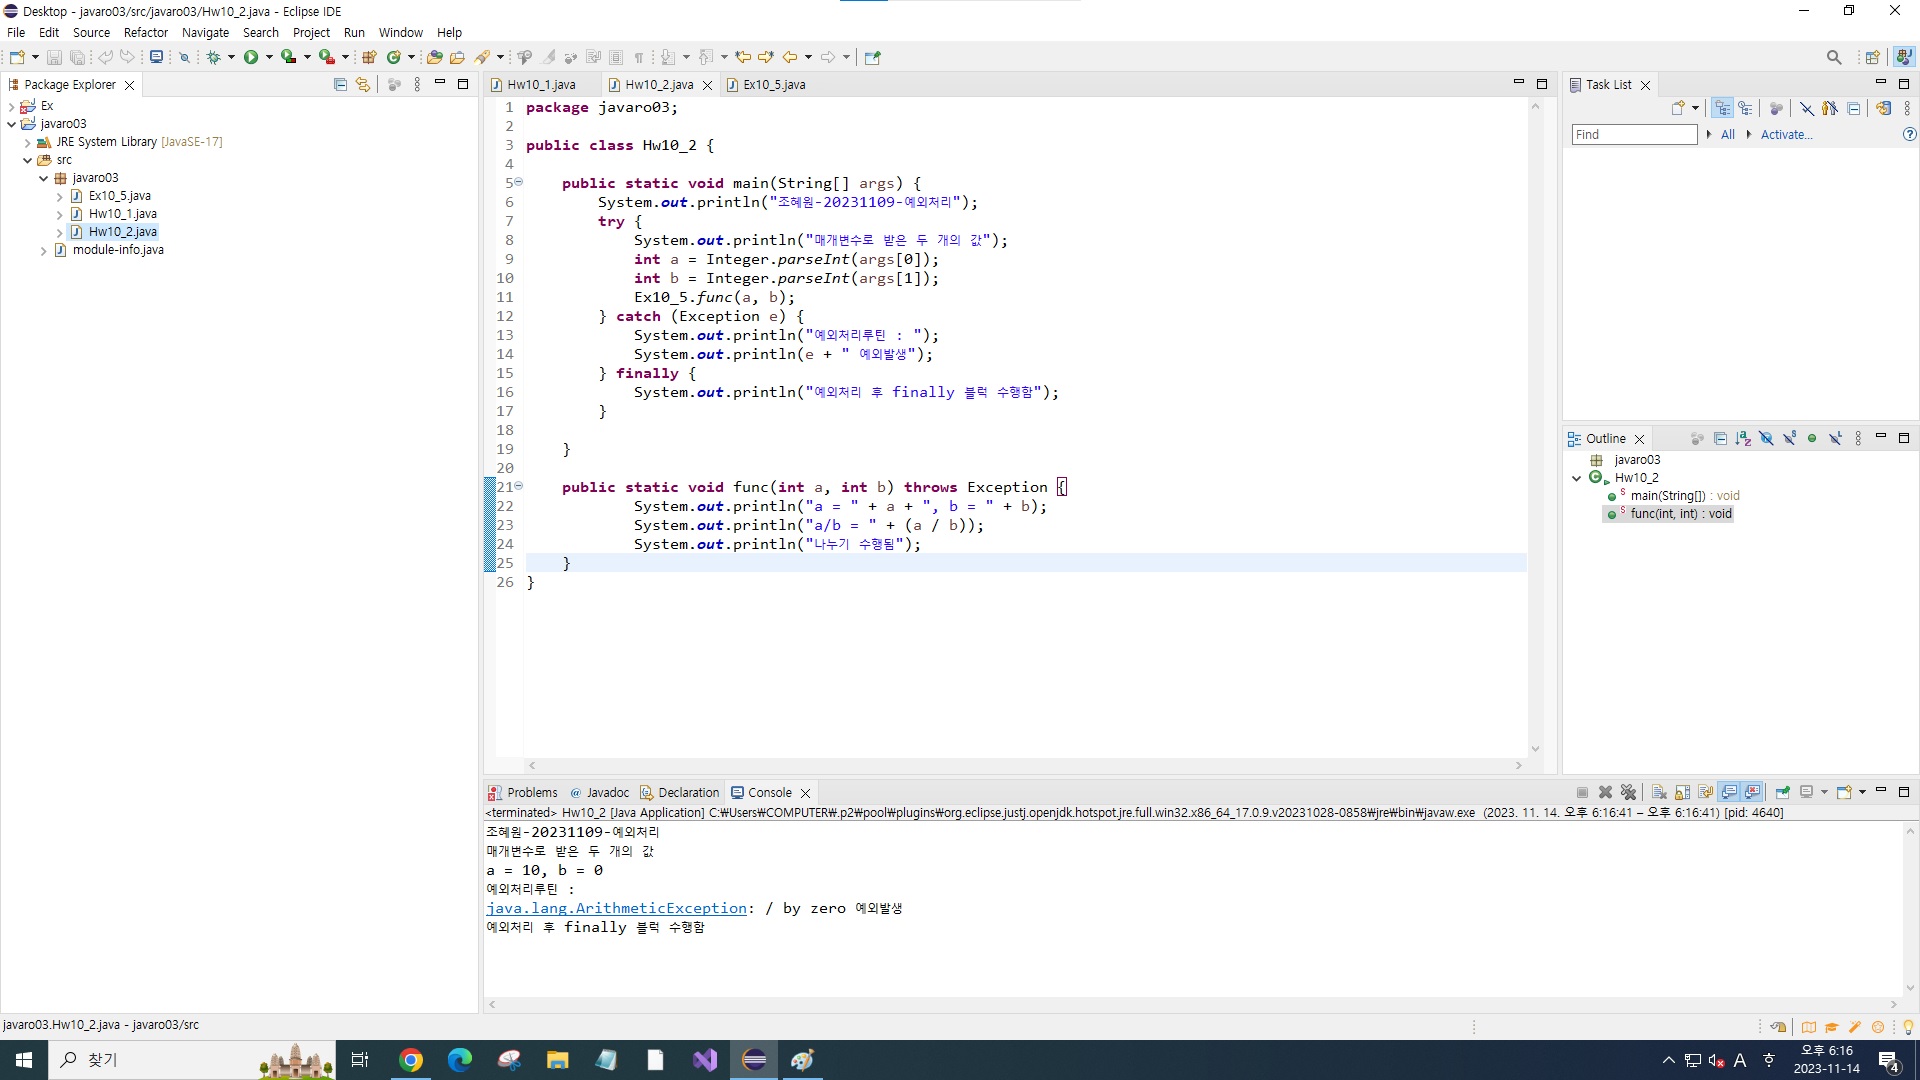 Desktop - javaro03/src/javaro03/Hw10_2.java - Eclipse IDE
File Edit Source Refactor Navigate Search Project Run Window Help
Package Explorer
Ex
javaro03
JRE System Library [JavaSE-17]
src
javaro03
Ex10_5.java
Hw10_1.java
Hw10_2.java
module-info.java
Hw10_1.java Hw10_2.java Ex10_5.java
1 package javaro03;
2
3 public class Hw10_2 {
4
5 public static void main(String[] args) {
6 System.out.println("조혜원-20231109-예외처리");
7 try {
8 System.out.println("매개변수로 받은 두 개의 값");
9 int a = Integer.parseInt(args[0]);
10 int b = Integer.parseInt(args[1]);
11 Ex10_5.func(a, b);
12 } catch (Exception e) {
13 System.out.println("예외처리루틴 : ");
14 System.out.println(e + " 예외발생");
15 } finally {
16 System.out.println("예외처리 후 finally 블럭 수행함");
17 }
18
19 }
20
21 public static void func(int a, int b) throws Exception {
22 System.out.println("a = " + a + ", b = " + b);
23 System.out.println("a/b = " + (a / b));
24 System.out.println("나누기 수행됨");
25 }
26 }
Task List
Find All Activate...
Outline
javaro03
Hw10_2
main(String[]) : void
func(int, int) : void
Problems Javadoc Declaration Console
<terminated> Hw10_2 [Java Application] C:₩Users₩COMPUTER₩.p2₩pool₩plugins₩org.eclipse.justj.openjdk.hotspot.jre.full.win32.x86_64_17.0.9.v20231028-0858₩jre₩bin₩javaw.exe (2023. 11. 14. 오후 6:16:41 – 오후 6:16:41) [pid: 4640]
조혜원-20231109-예외처리
매개변수로 받은 두 개의 값
a = 10, b = 0
예외처리루틴 :
java.lang.ArithmeticException: / by zero 예외발생
예외처리 후 finally 블럭 수행함
javaro03.Hw10_2.java - javaro03/src
찾기
A 한
오후 6:16
2023-11-14
4